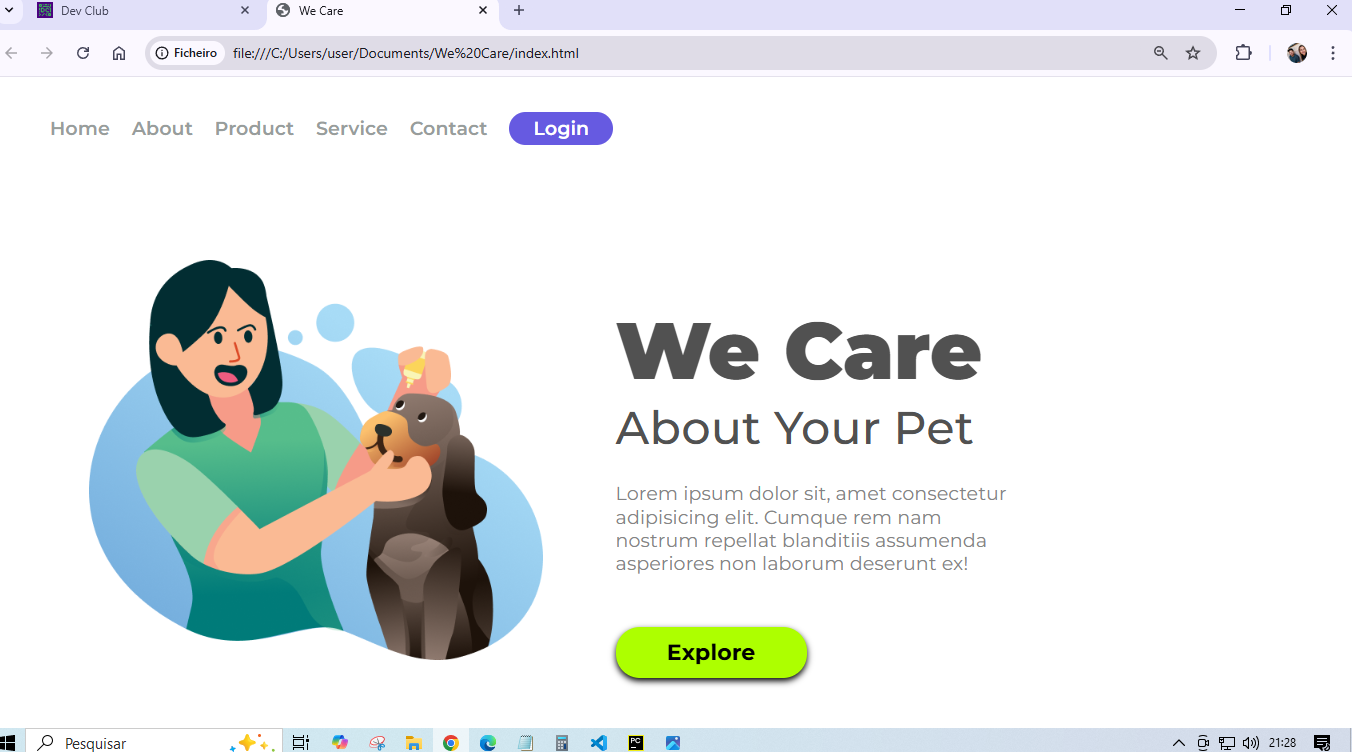 Dev Club
We Care
Ficheiro
file:///C:/Users/user/Documents/We%20Care/index.html
Home About Product Service Contact Login
We Care
About Your Pet
Lorem ipsum dolor sit, amet consectetur
adipisicing elit. Cumque rem nam
nostrum repellat blanditiis assumenda
asperiores non laborum deserunt ex!
Explore
Pesquisar
PC
21:28